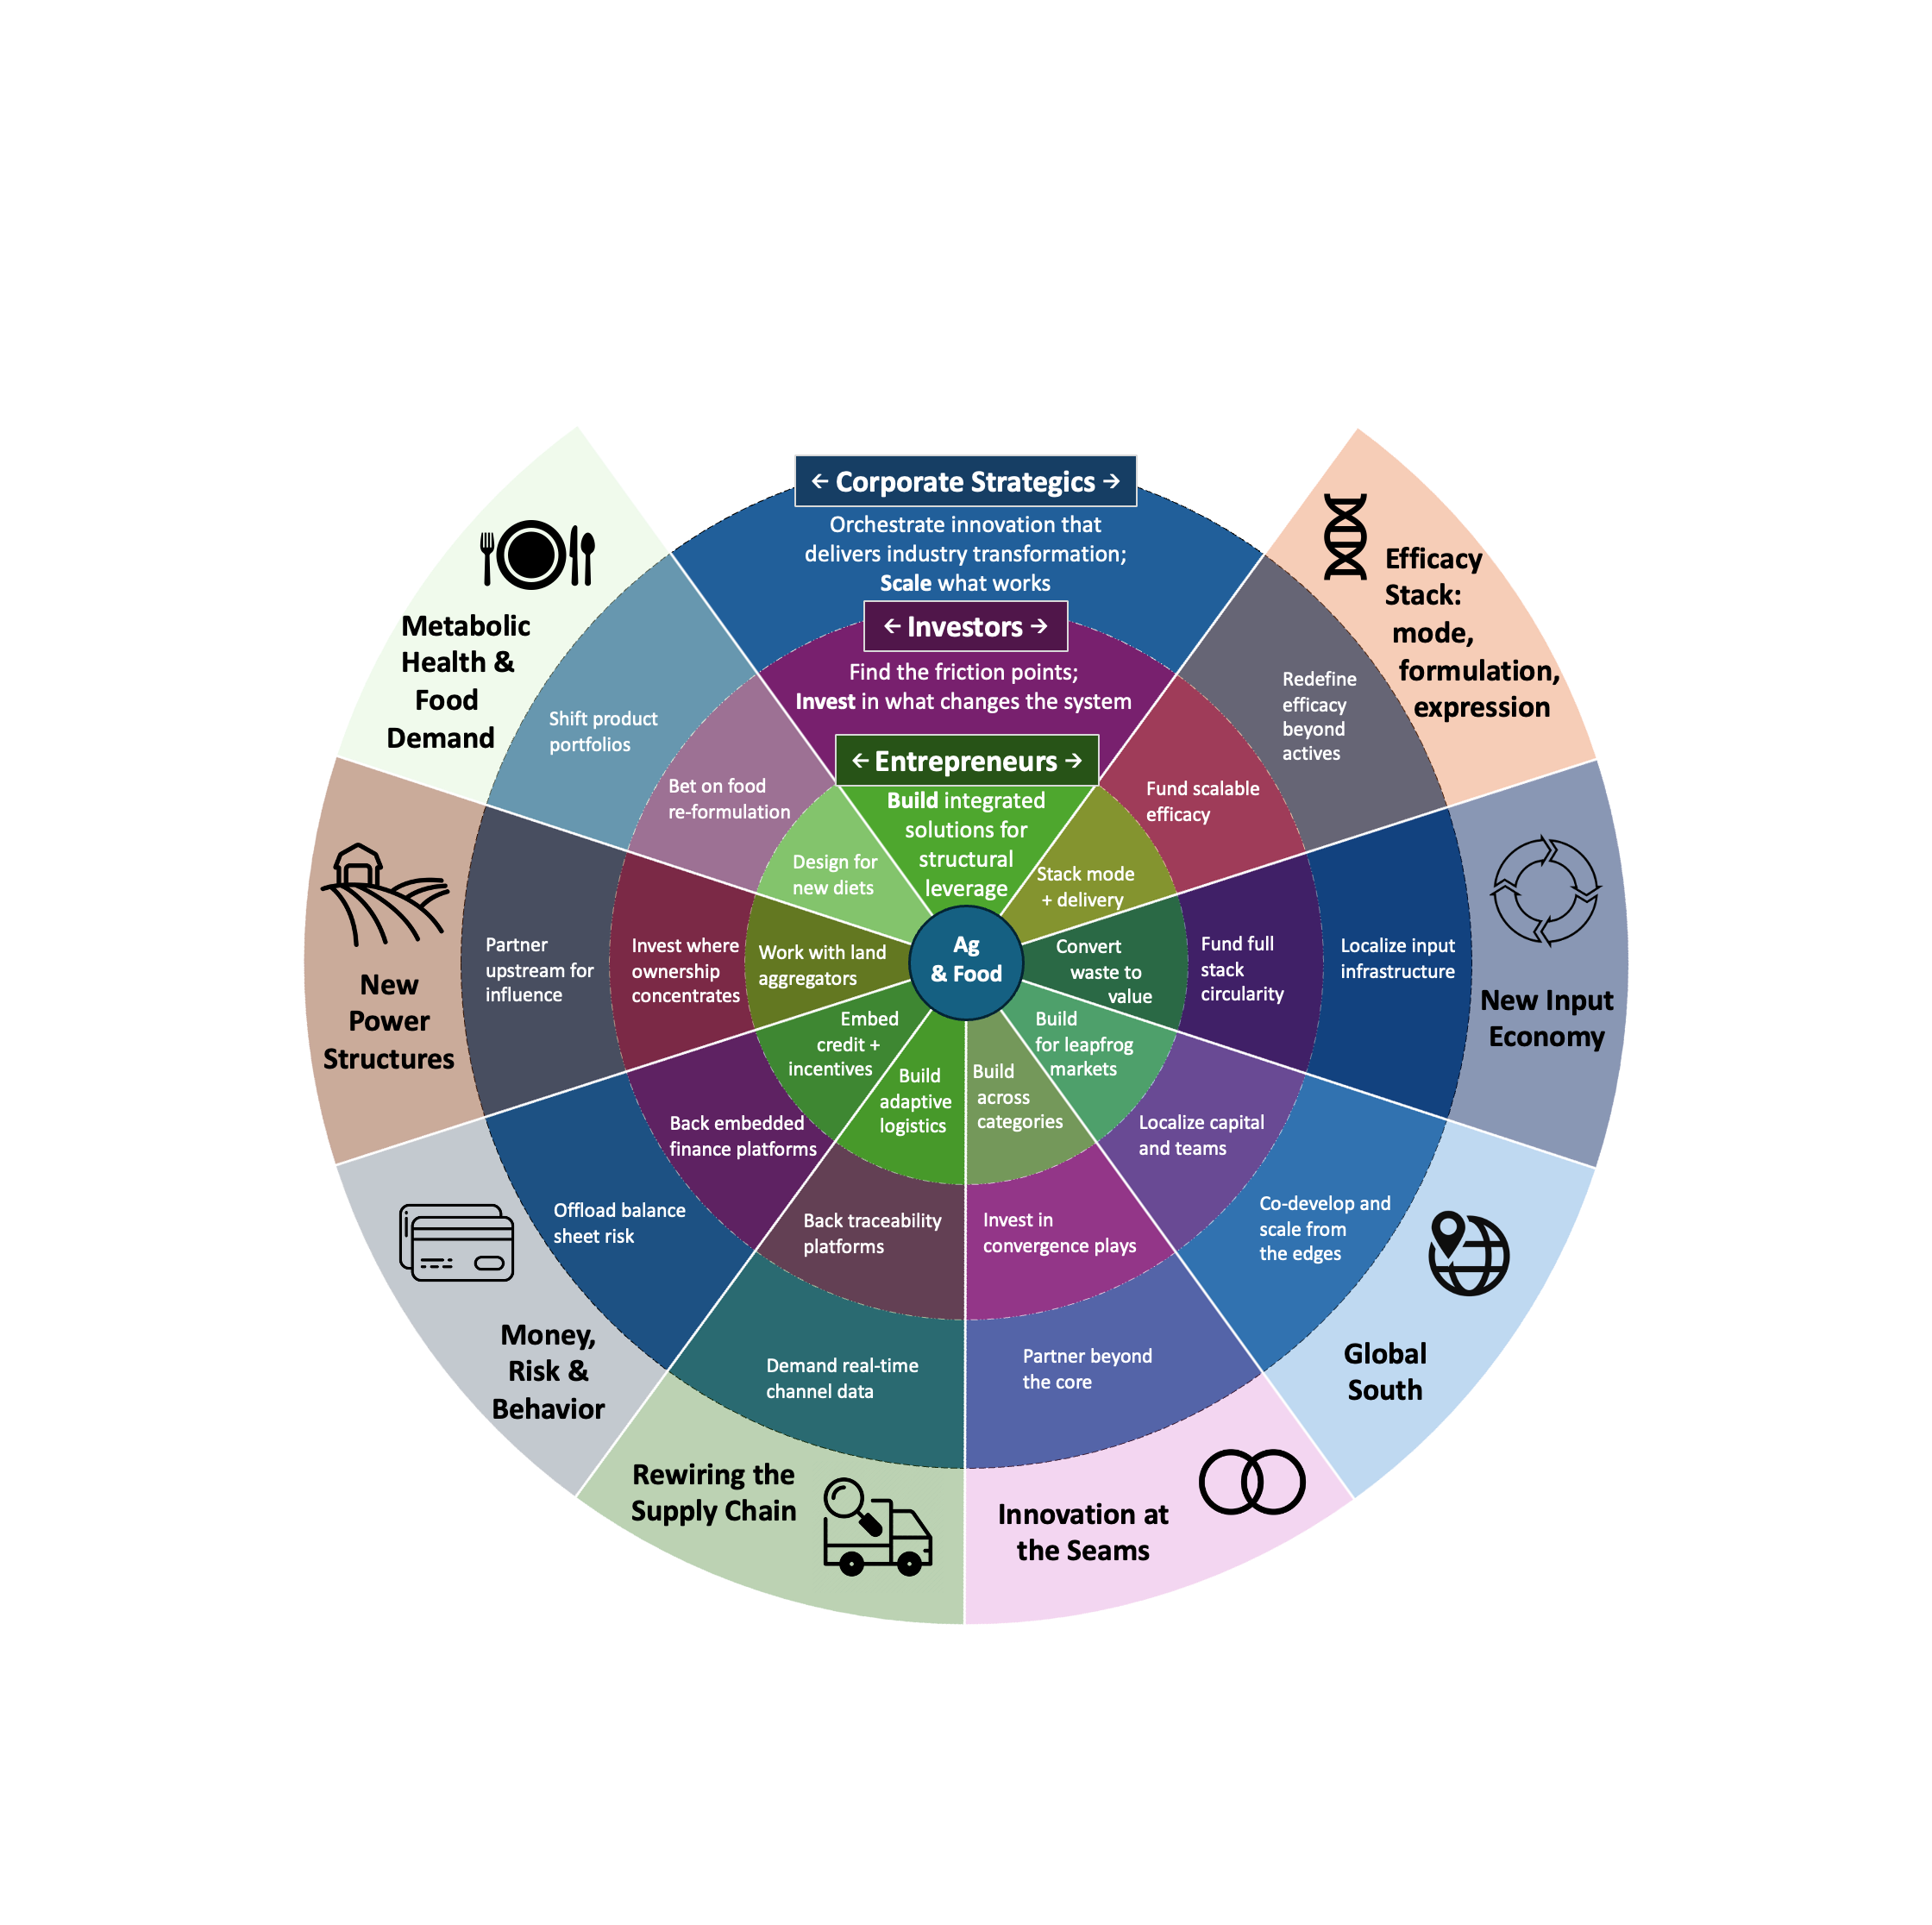 ← Corporate Strategics →
Orchestrate innovation that
delivers industry transformation;
Scale what works
← Investors →
Find the friction points;
Invest in what changes the system
← Entrepreneurs →
Build integrated
solutions for
structural
leverage
Ag
& Food
Efficacy
Stack:
mode,
formulation,
expression
Redefine
efficacy
beyond
actives
Fund scalable
efficacy
Stack mode
+ delivery
New Input
Economy
Localize input
infrastructure
Fund full
stack
circularity
Convert
waste to
value
Global
South
Co-develop and
scale from
the edges
Localize capital
and teams
Build
for leapfrog
markets
Innovation at
the Seams
Partner beyond
the core
Invest in
convergence plays
Build
across
categories
Rewiring the
Supply Chain
Demand real-time
channel data
Back traceability
platforms
Build
adaptive
logistics
Money,
Risk &
Behavior
Offload balance
sheet risk
Back embedded
finance platforms
Embed
credit +
incentives
New
Power
Structures
Partner
upstream for
influence
Invest where
ownership
concentrates
Work with land
aggregators
Metabolic
Health &
Food
Demand
Shift product
portfolios
Bet on food
re-formulation
Design for
new diets